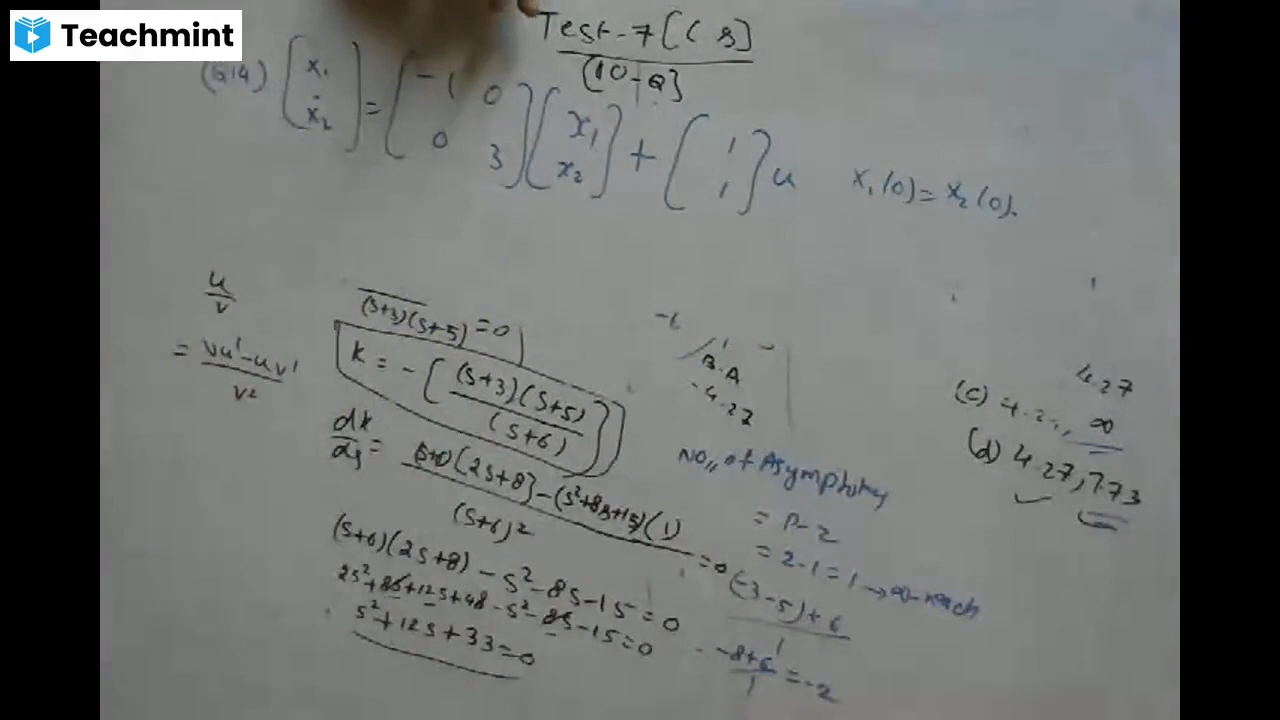 Teachmint
Test-7 [C S]
(10-Q)
(Q14) [x₁ ẋ₂] = [-1 0 0 3] [x₁ x₂] + [1 1] u x₁(0) = x₂(0).
u/v
= vu' - uv' / v²
(s+3)(s+5) = 0
K = - [(s+3)(s+5) / (s+6)]
dK/ds = (2s+8) - (s²+8s+15)(1) / (s+6)² = 0
(s+6)(2s+8) - s² - 8s - 15 = 0
2s² + 8s + 12s + 48 - s² - 8s - 15 = 0
s² + 12s + 33 = 0
B.A
-4.27
No,, of Asymptotes
= P-Z
= 2-1 = 1 →
(-3-5)+6 / 1
-8+6 / 1 = -2
4.27
(c) 4.27, ∞
(d) 4.27, 7.73